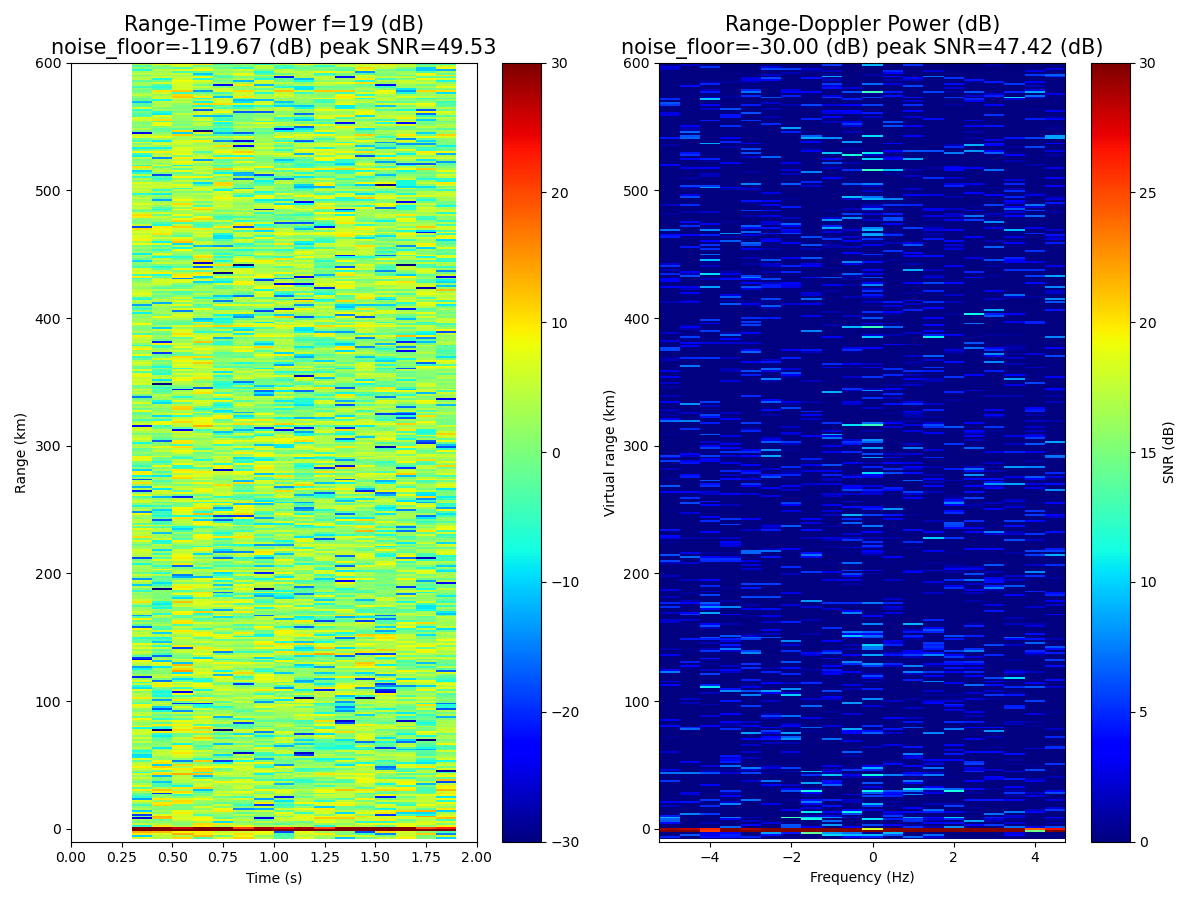 Range-Time Power f=19 (dB)
noise_floor=-119.67 (dB) peak SNR=49.53
600
500
400
300
200
100
0
Range (km)
0.00 0.25 0.50 0.75 1.00 1.25 1.50 1.75 2.00
Time (s)
30
20
10
0
−10
−20
−30
Range-Doppler Power (dB)
noise_floor=-30.00 (dB) peak SNR=47.42 (dB)
600
500
400
300
200
100
0
Virtual range (km)
−4 −2 0 2 4
Frequency (Hz)
30
25
20
15
10
5
0
SNR (dB)